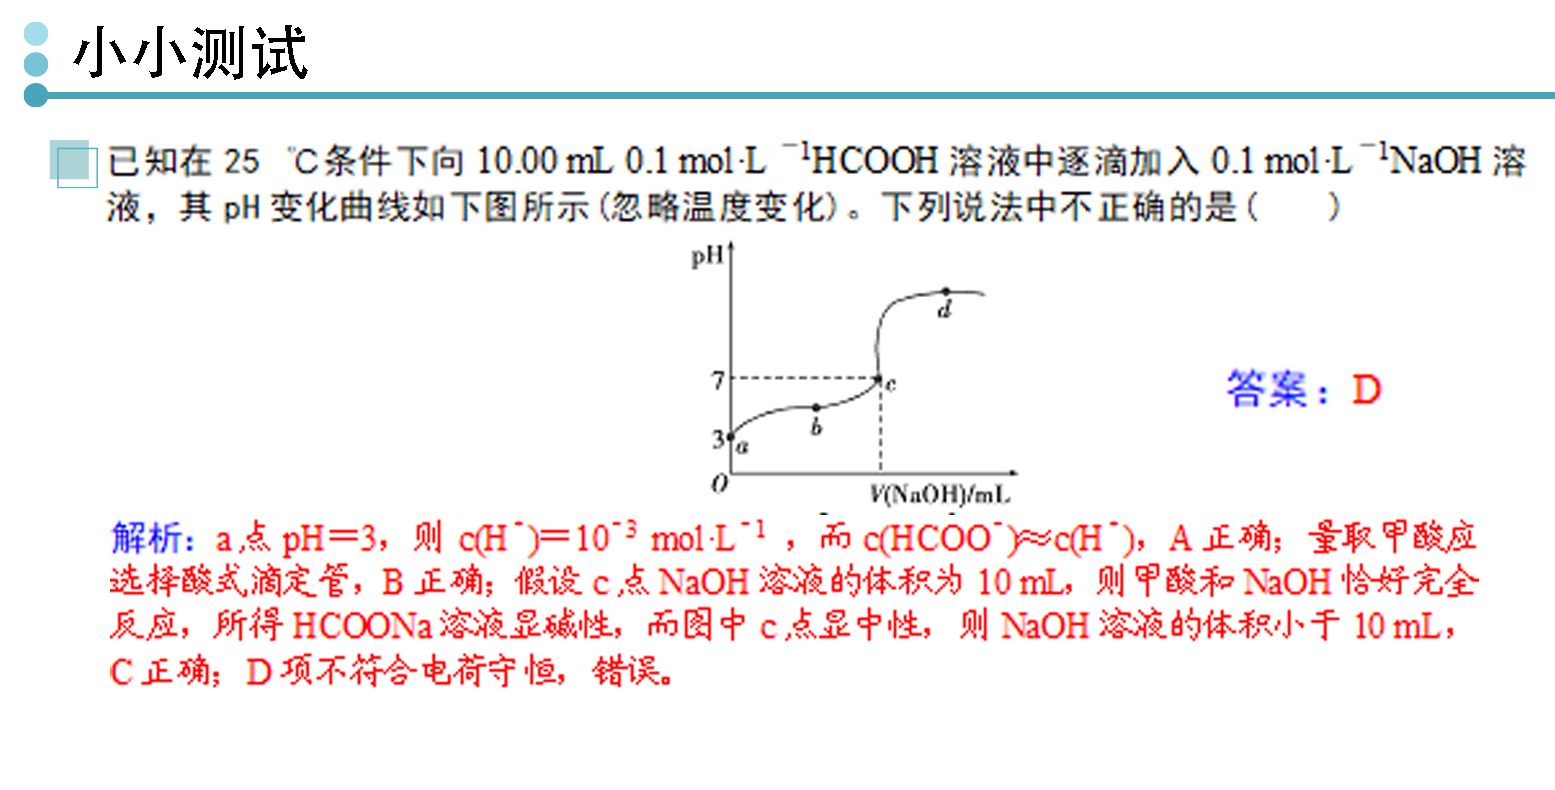 小小测试
已知在 25 ℃条件下向 10.00 mL 0.1 mol·L⁻¹HCOOH 溶液中逐滴加入 0.1 mol·L⁻¹NaOH 溶
液，其 pH 变化曲线如下图所示(忽略温度变化)。下列说法中不正确的是(　　)
pH
d
7
c
b
3
a
O
V(NaOH)/mL
答案：D
解析：a 点 pH＝3，则 c(H⁺)＝10⁻³ mol·L⁻¹，而 c(HCOO⁻)≈c(H⁺)，A 正确；量取甲酸应
选择酸式滴定管，B 正确；假设 c 点 NaOH 溶液的体积为 10 mL，则甲酸和 NaOH 恰好完全
反应，所得 HCOONa 溶液显碱性，而图中 c 点显中性，则 NaOH 溶液的体积小于 10 mL，
C 正确；D 项不符合电荷守恒，错误。